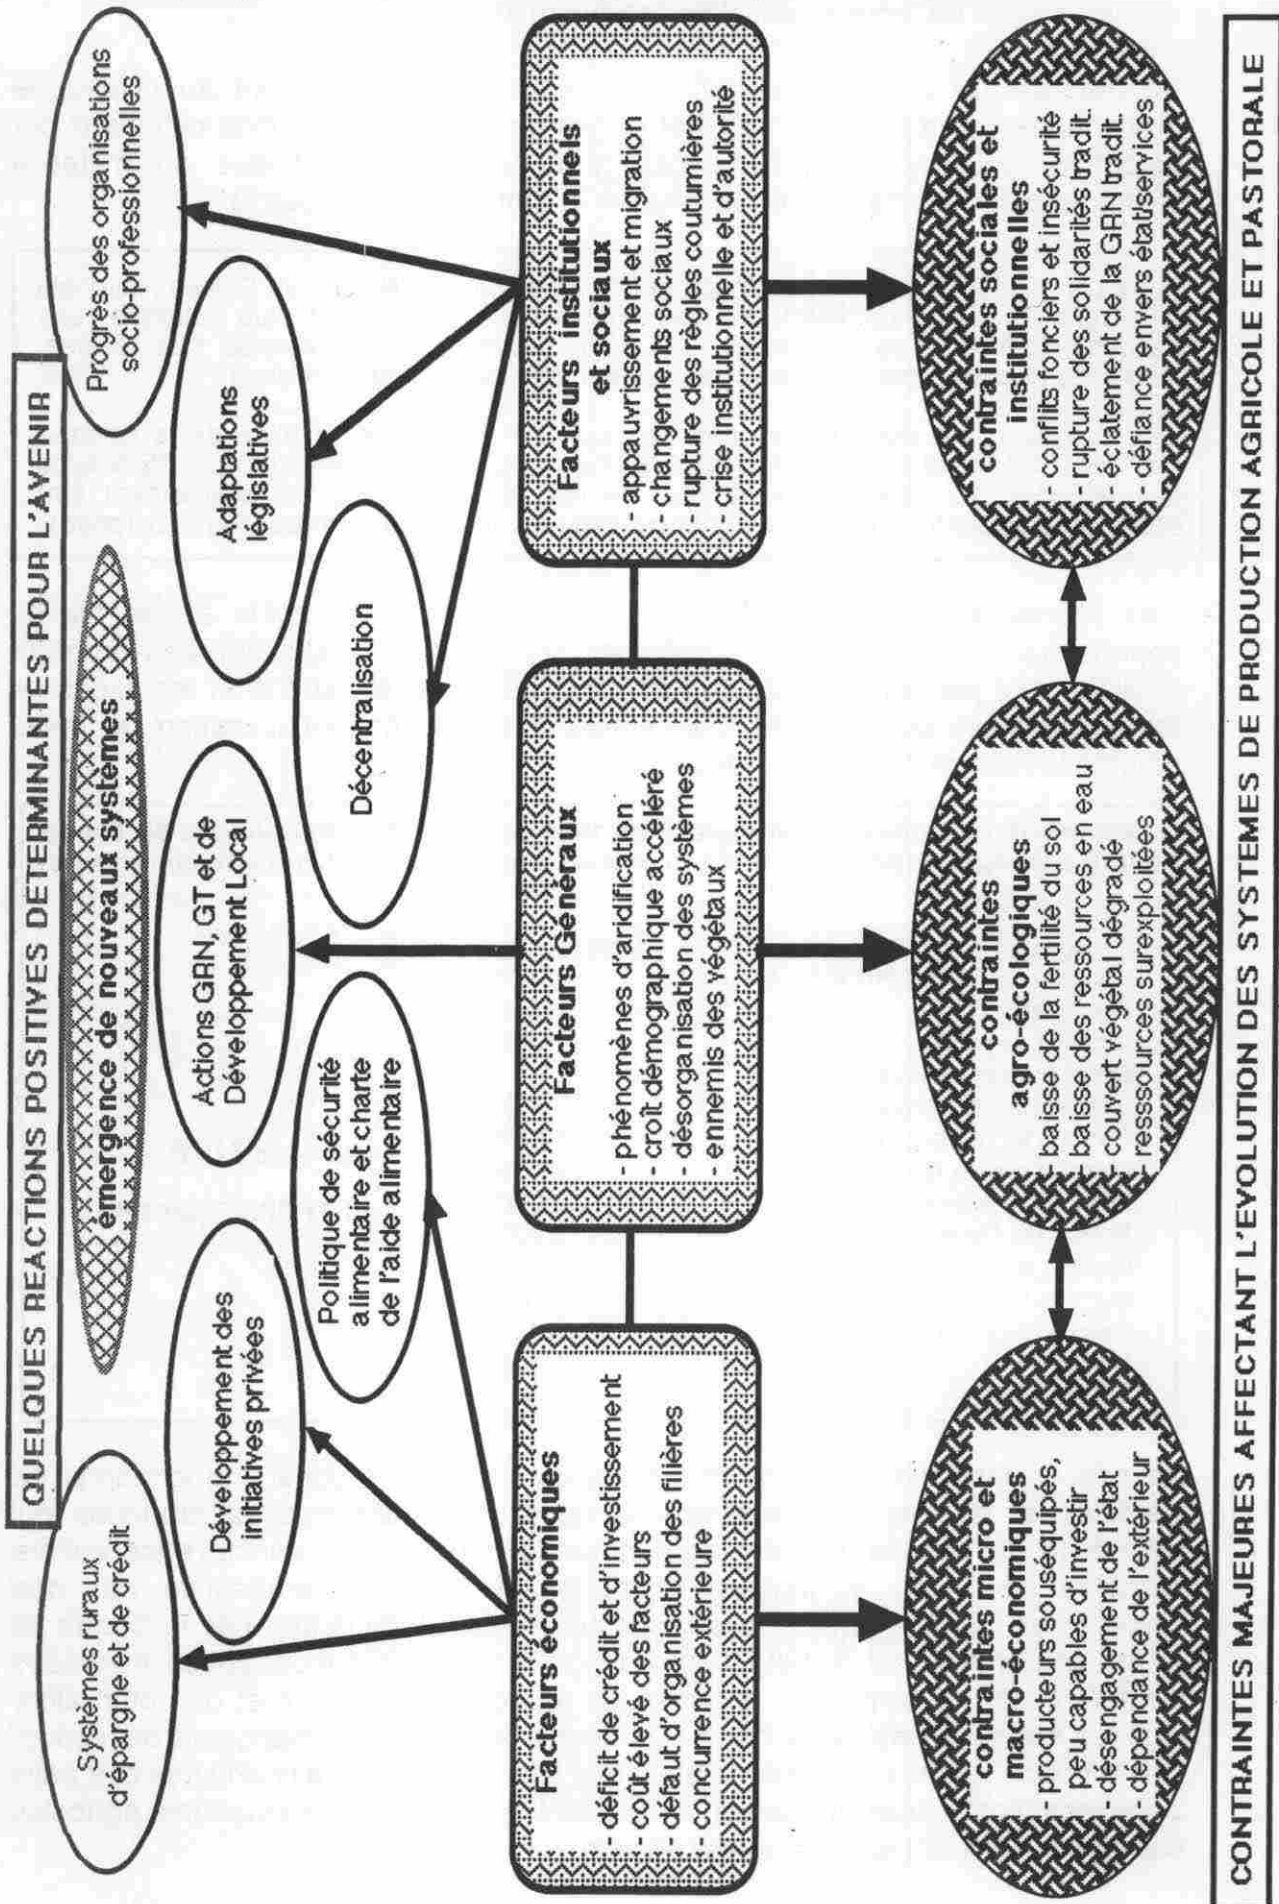 QUELQUES REACTIONS POSITIVES DETERMINANTES POUR L'AVENIR
émergence de nouveaux systèmes
Systèmes ruraux
d'épargne et de crédit
Développement des
initiatives privées
Politique de sécurité
alimentaire et charte
de l'aide alimentaire
Actions GRN, GT et de
Développement Local
Décentralisation
Adaptations
législatives
Progrès des organisations
socio-professionnelles
Facteurs économiques
- déficit de crédit et d'investissement
- coût élevé des facteurs
- défaut d'organisation des filières
- concurrence extérieure
Facteurs Généraux
- phénomènes d'aridification
- croît démographique accéléré
- désorganisation des systèmes
- ennemis des végétaux
Facteurs institutionnels
et sociaux
- appauvrissement et migration
- changements sociaux
- rupture des règles coutumières
- crise institutionnelle et d'autorité
contraintes micro et
macro-économiques
- producteurs souséquipés,
peu capables d'investir
- désengagement de l'état
- dépendance de l'extérieur
contraintes
agro-écologiques
- baisse de la fertilité du sol
- baisse des ressources en eau
- couvert végétal dégradé
- resssources surexploitées
contraintes sociales et
institutionnelles
- conflits fonciers et insécurité
- rupture des solidarités tradit.
- éclatement de la GRN tradit.
- défiance envers état/services
CONTRAINTES MAJEURES AFFECTANT L'EVOLUTION DES SYSTEMES DE PRODUCTION AGRICOLE ET PASTORALE